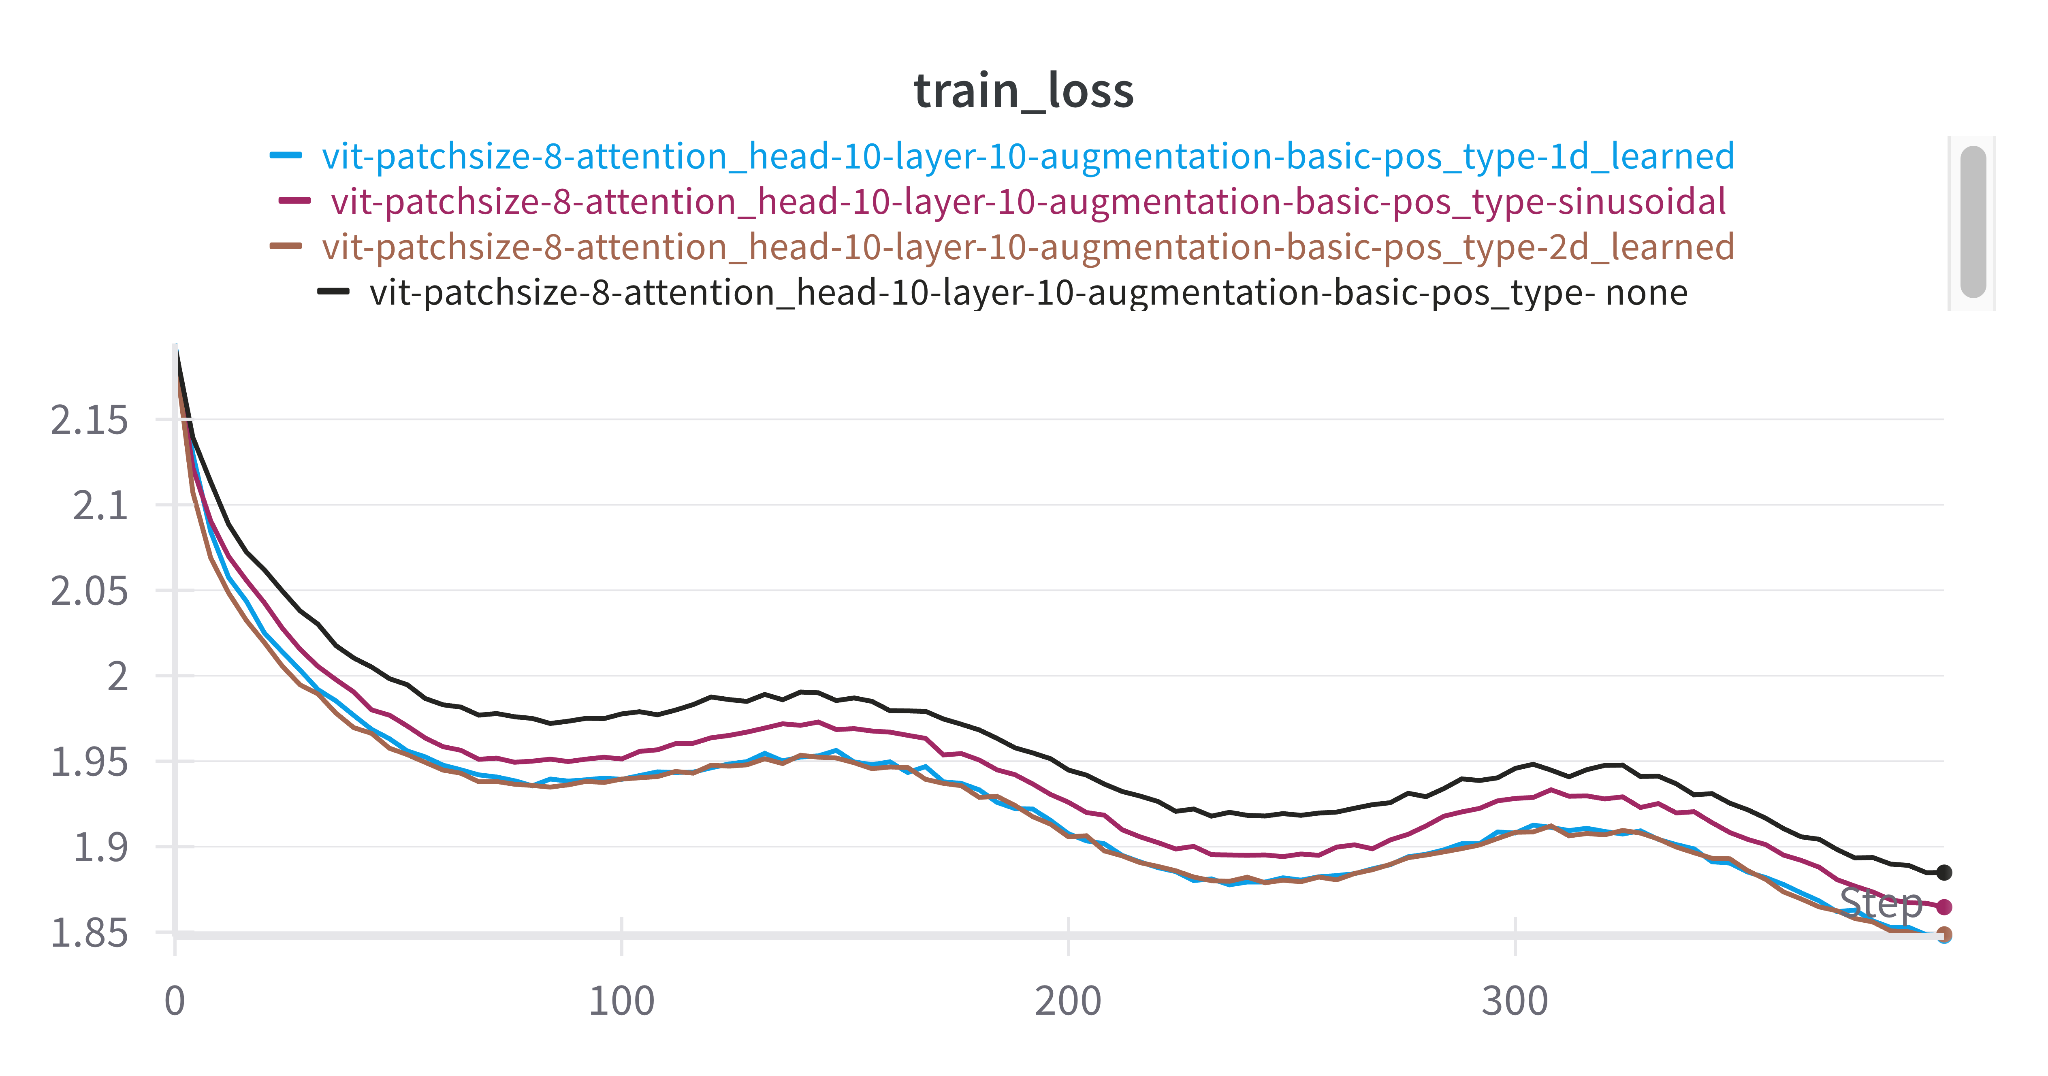 train_loss
vit-patchsize-8-attention_head-10-layer-10-augmentation-basic-pos_type-1d_learned
vit-patchsize-8-attention_head-10-layer-10-augmentation-basic-pos_type-sinusoidal
vit-patchsize-8-attention_head-10-layer-10-augmentation-basic-pos_type-2d_learned
vit-patchsize-8-attention_head-10-layer-10-augmentation-basic-pos_type- none
2.15
2.1
2.05
2
1.95
1.9
1.85
Step
0 100 200 300